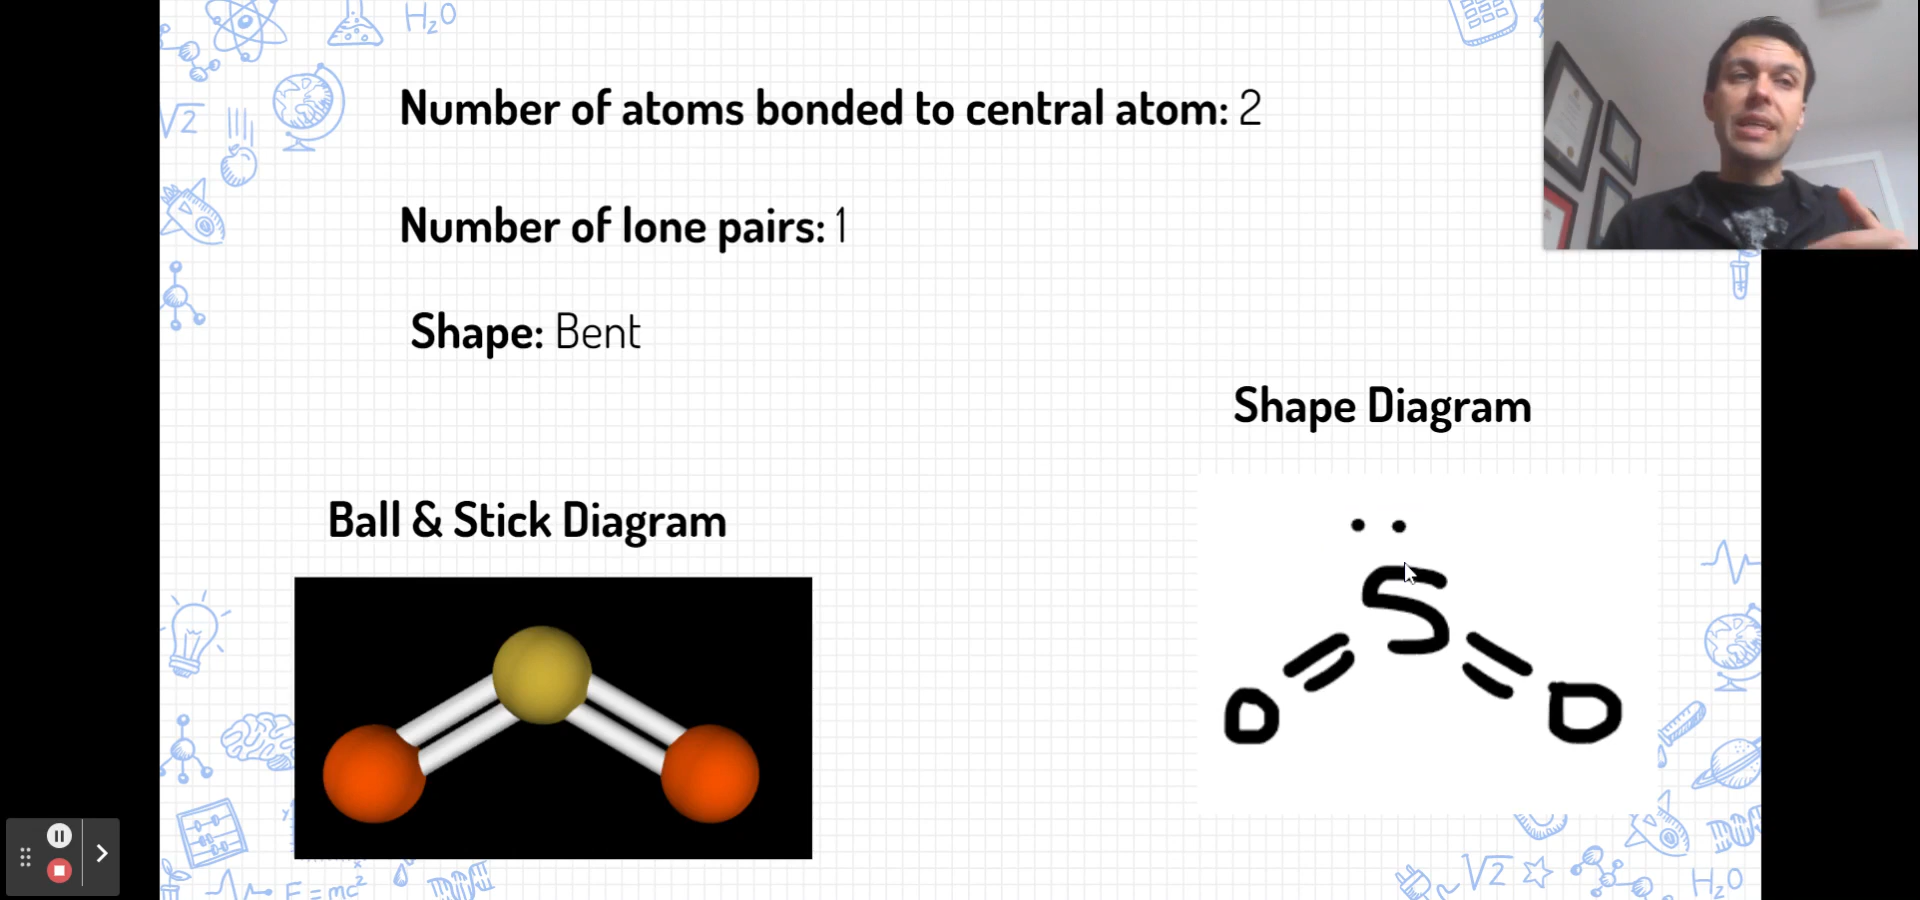 H₂O
√2
Number of atoms bonded to central atom: 2
Number of lone pairs: 1
Shape: Bent
Shape Diagram
Ball & Stick Diagram
S
O O
E=mc²
√2
H₂O